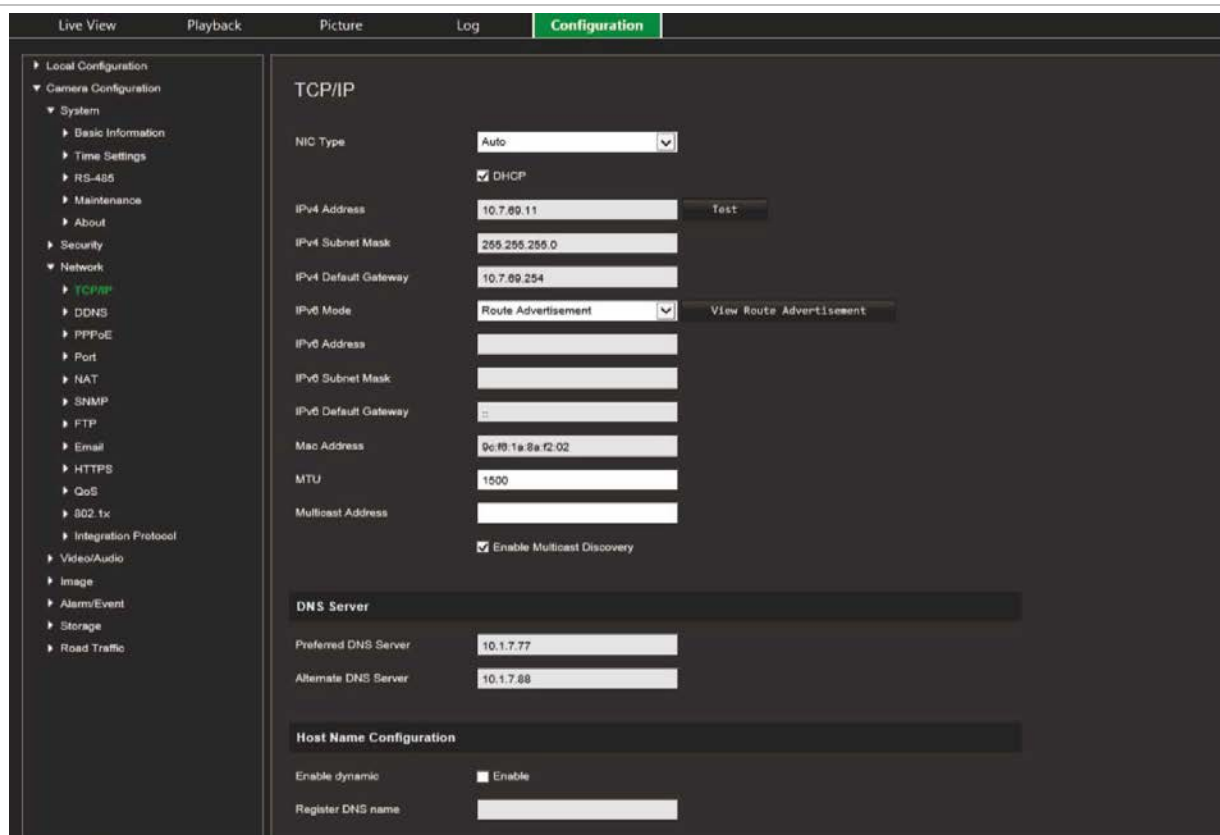 Live View Playback Picture Log Configuration
Local Configuration
Camera Configuration
System
Basic Information
Time Settings
RS-485
Maintenance
About
Security
Network
TCP/IP
DDNS
PPPoE
Port
NAT
SNMP
FTP
Email
HTTPS
QoS
802.1x
Integration Protocol
Video/Audio
Image
Alarm/Event
Storage
Road Traffic
TCP/IP
NIC Type Auto
DHCP
IPv4 Address 10.7.69.11 Test
IPv4 Subnet Mask 255.255.255.0
IPv4 Default Gateway 10.7.69.254
IPv6 Mode Route Advertisement View Route Advertisement
IPv6 Address
IPv6 Subnet Mask
IPv6 Default Gateway ::
Mac Address 9c:f6:1a:8a:f2:02
MTU 1500
Multicast Address
Enable Multicast Discovery
DNS Server
Preferred DNS Server 10.1.7.77
Alternate DNS Server 10.1.7.88
Host Name Configuration
Enable dynamic Enable
Register DNS name